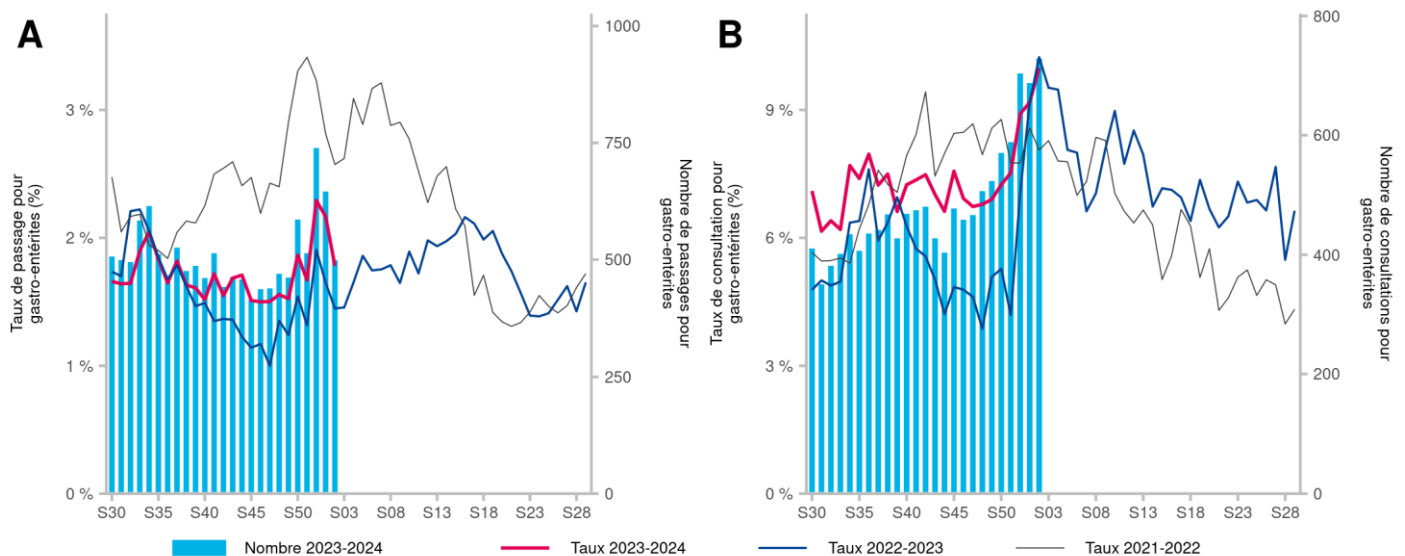 A
Taux de passage pour
gastro-entérites (%)
3 %
2 %
1 %
0 %
1000
750
500
250
0
Nombre de passages pour
gastro-entérites
S30
S35
S40
S45
S50
S03
S08
S13
S18
S23
S28
B
Taux de consultation pour
gastro-entérites (%)
9 %
6 %
3 %
0 %
800
600
400
200
0
Nombre de consultations pour
gastro-entérites
S30
S35
S40
S45
S50
S03
S08
S13
S18
S23
S28
Nombre 2023-2024
Taux 2023-2024
Taux 2022-2023
Taux 2021-2022